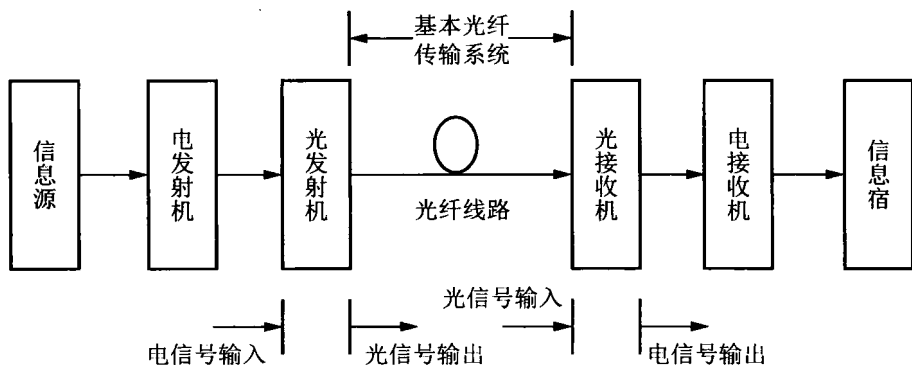 基本光纤
传输系统
信息源
电发射机
光发射机
光纤线路
光接收机
电接收机
信息宿
光信号输入
电信号输入
光信号输出
电信号输出